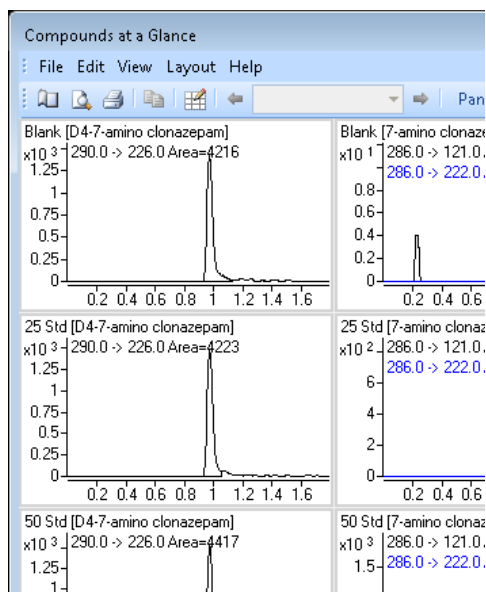 Compounds at a Glance
File Edit View Layout Help
Pan
Blank [D4-7-amino clonazepam]
x10 3 290.0 -> 226.0 Area=4216
1.25
1
0.75
0.5
0.25
0
0.2 0.4 0.6 0.8 1 1.2 1.4 1.6
Blank [7-amino clonaze
x10 1 286.0 -> 121.0
286.0 -> 222.0
0.8
0.6
0.4
0.2
0
0.2 0.4 0.6
25 Std [D4-7-amino clonazepam]
x10 3 290.0 -> 226.0 Area=4223
1.25
1
0.75
0.5
0.25
0
0.2 0.4 0.6 0.8 1 1.2 1.4 1.6
25 Std [7-amino clonaz
x10 2 286.0 -> 121.0
286.0 -> 222.0
6
4
2
0
0.2 0.4 0.6
50 Std [D4-7-amino clonazepam]
x10 3 290.0 -> 226.0 Area=4417
1.25
1
50 Std [7-amino clonaz
x10 3 286.0 -> 121.0
1.5 286.0 -> 222.0